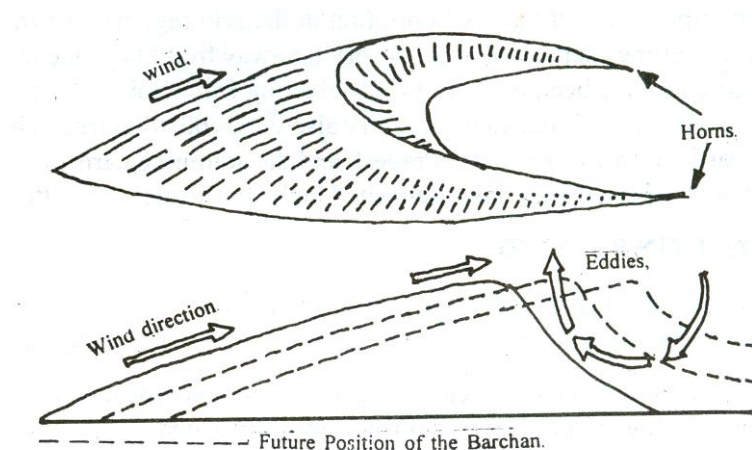 wind.
Horns.
Eddies,
Wind direction
Future Position of the Barchan.